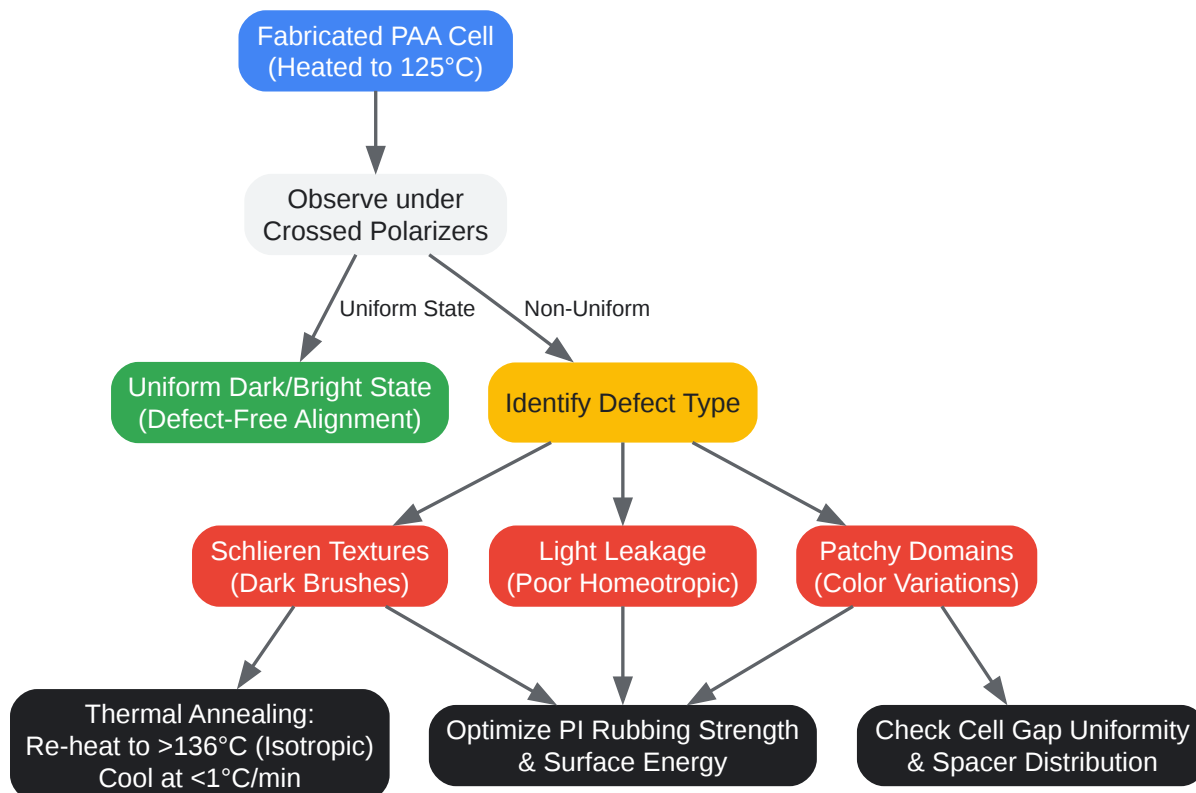 Fabricated PAA Cell
(Heated to 125°C)
Observe under
Crossed Polarizers
Uniform State
Non-Uniform
Uniform Dark/Bright State
(Defect-Free Alignment)
Identify Defect Type
Schlieren Textures
(Dark Brushes)
Light Leakage
(Poor Homeotropic)
Patchy Domains
(Color Variations)
Thermal Annealing:
Re-heat to >136°C (Isotropic)
Cool at <1°C/min
Optimize PI Rubbing Strength
& Surface Energy
Check Cell Gap Uniformity
& Spacer Distribution